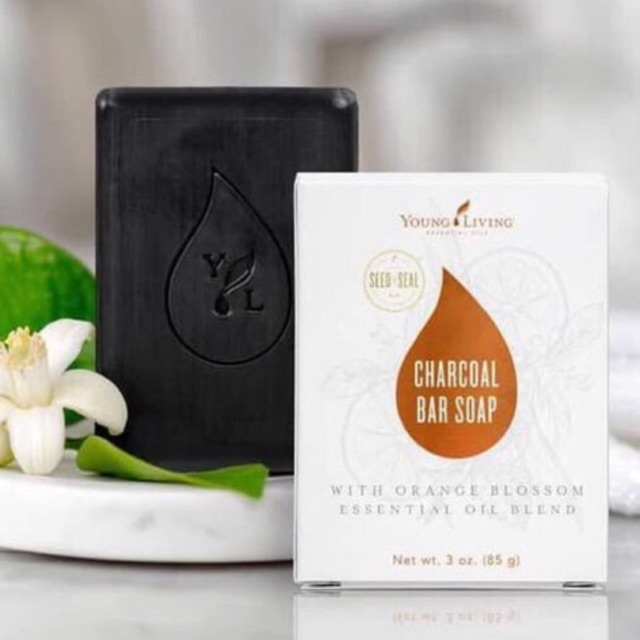 Y L
YOUNG LIVING
ESSENTIAL OILS
SEED TO SEAL
CHARCOAL
BAR SOAP
WITH ORANGE BLOSSOM
ESSENTIAL OIL BLEND
Net wt. 3 oz. (85 g)